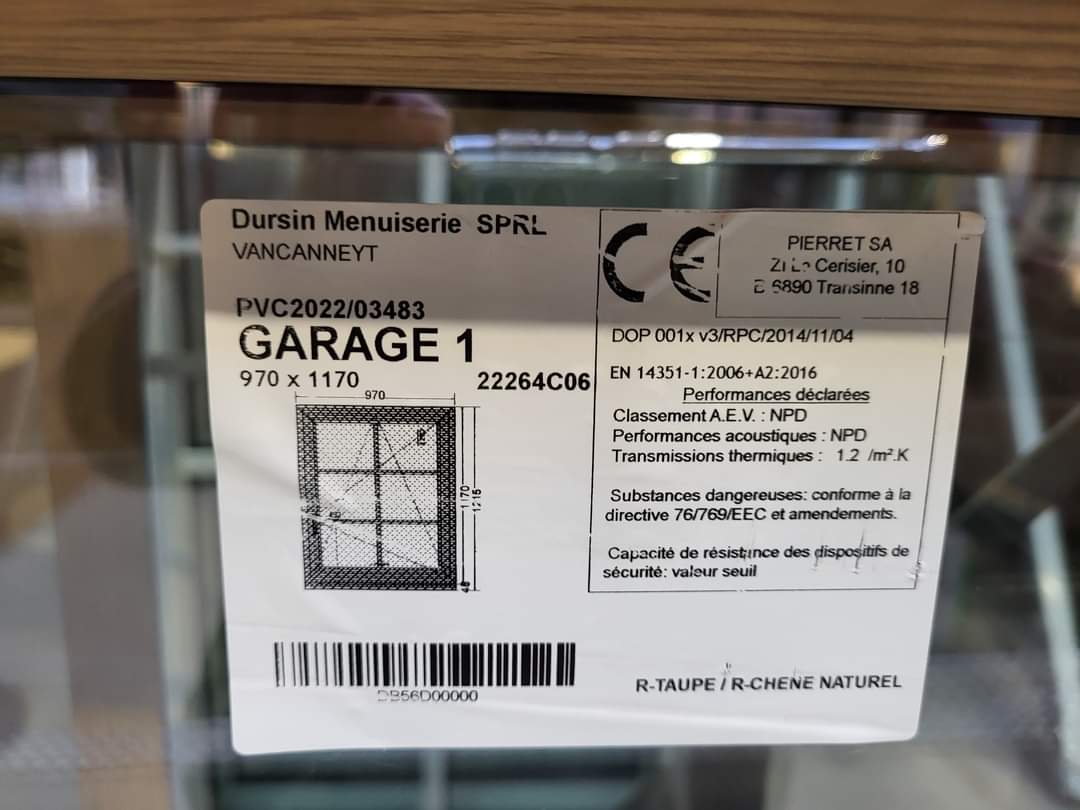 Dursin Menuiserie SPRL
VANCANNEYT
PVC2022/03483
GARAGE 1
970 x 1170
22264C06
970
1170
1215
48
DB56D00000
CE
PIERRET SA
Zi Le Cerisier, 10
B 6890 Transinne 18
DOP 001x v3/RPC/2014/11/04
EN 14351-1:2006+A2:2016
Performances déclarées
Classement A.E.V. : NPD
Performances acoustiques : NPD
Transmissions thermiques : 1.2 /m².K
Substances dangereuses: conforme à la
directive 76/769/EEC et amendements.
Capacité de résistance des dispositifs de
sécurité: valeur seuil
R-TAUPE / R-CHENE NATUREL